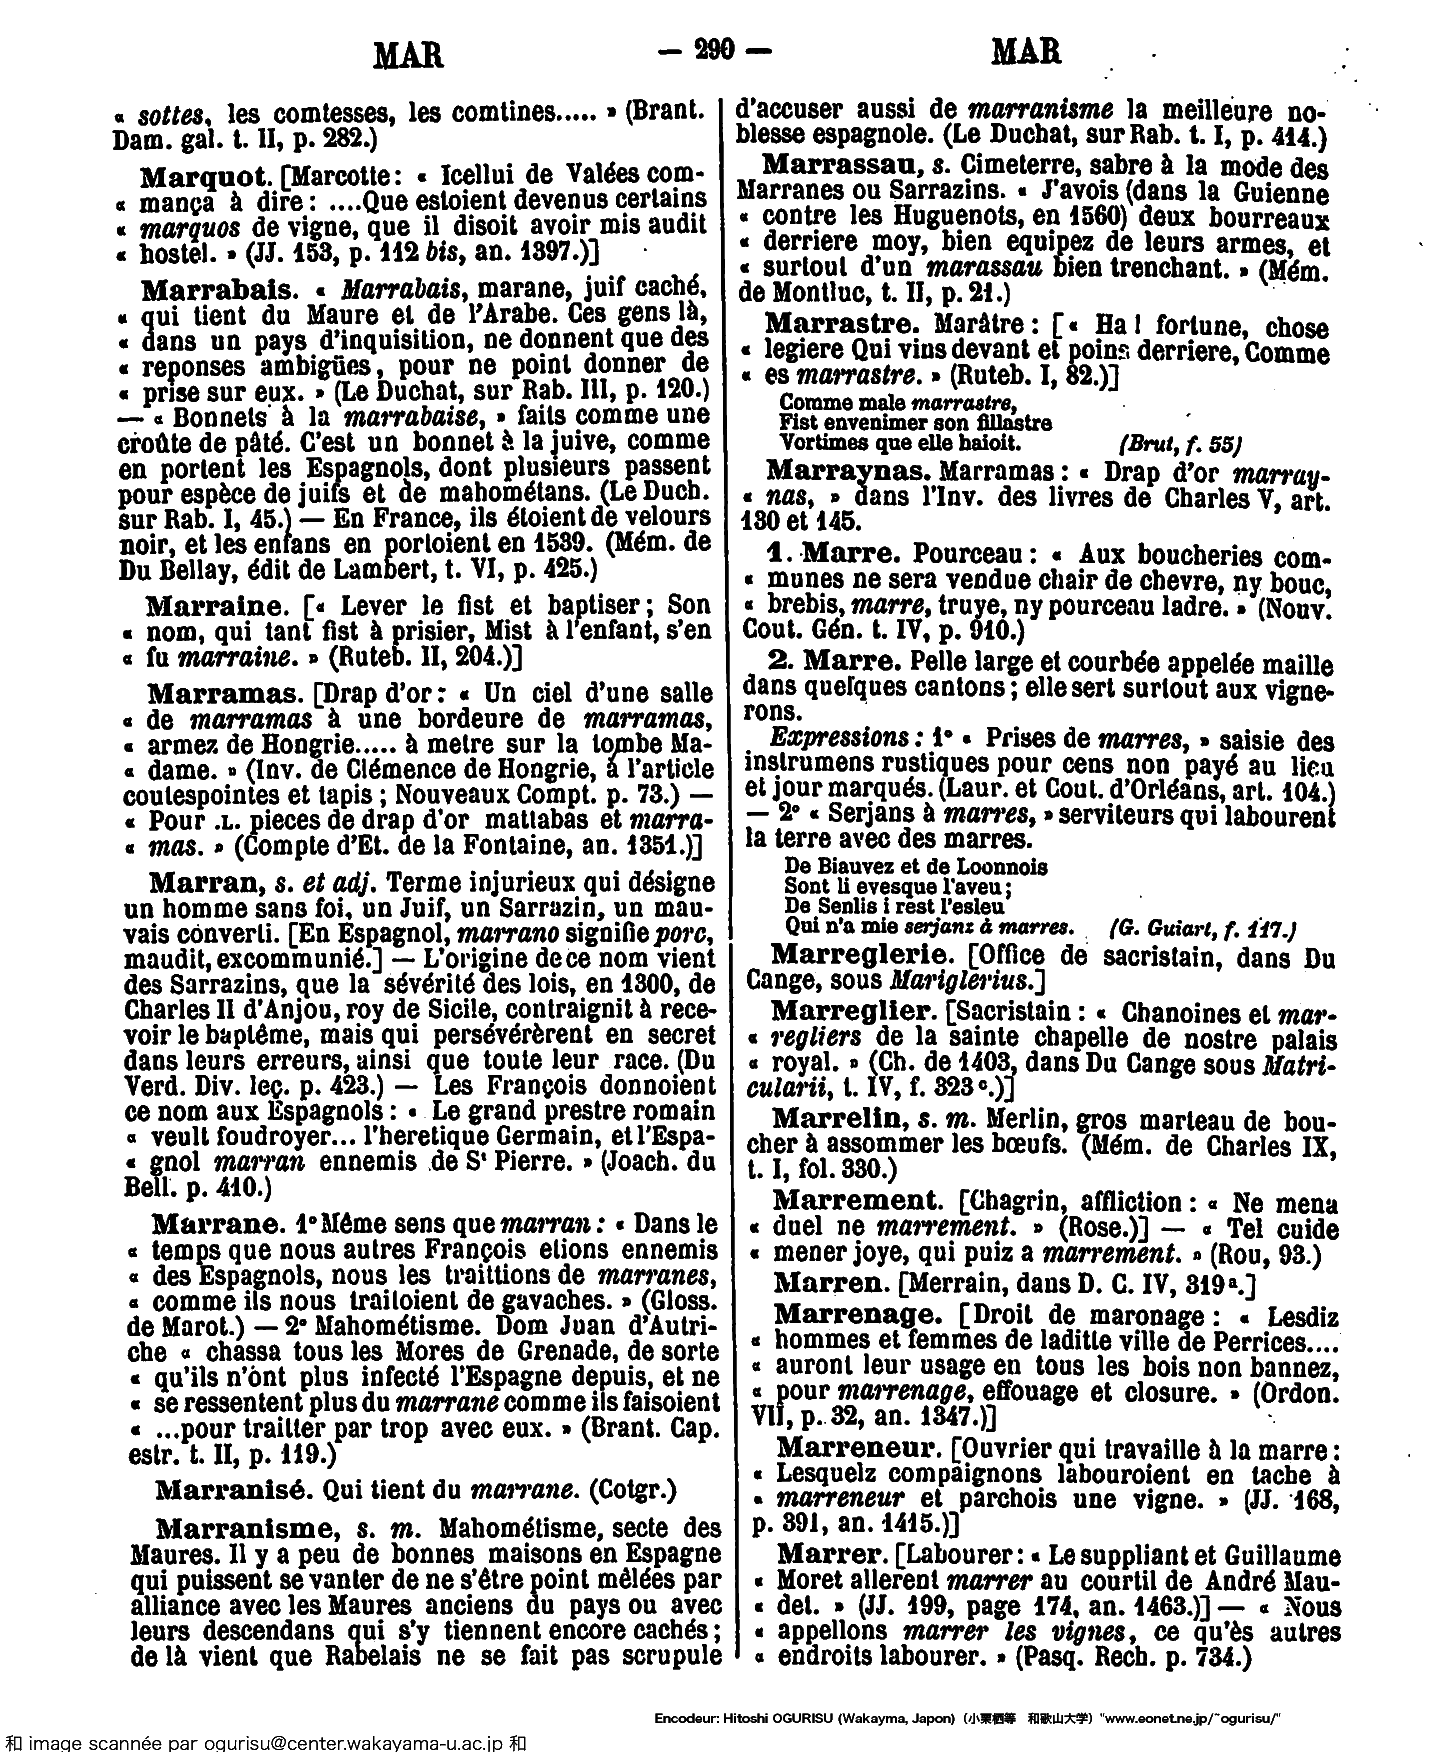 MAR — 290 — MAR
« sottes, les comtesses, les comtines..... » (Brant.
Dam. gal. t. II, p. 282.)
Marquot. [Marcotte : « Icellui de Valées com-
« mança à dire : ....Que estoient devenus certains
« marquos de vigne, que il disoit avoir mis audit
« hostel. » (JJ. 153, p. 112 bis, an. 1397.)]
Marrabais. « Marrabais, marane, juif caché,
« qui tient du Maure et de l'Arabe. Ces gens là,
« dans un pays d'inquisition, ne donnent que des
« reponses ambigües, pour ne point donner de
« prise sur eux. » (Le Duchat, sur Rab. III, p. 120.)
— « Bonnets à la marrabaise, » faits comme une
croûte de pâté. C'est un bonnet à la juive, comme
en portent les Espagnols, dont plusieurs passent
pour espèce de juifs et de mahométans. (Le Duch.
sur Rab. I, 45.) — En France, ils étoient de velours
noir, et les enfans en portoient en 1539. (Mém. de
Du Bellay, édit de Lambert, t. VI, p. 425.)
Marraine. [« Lever le fist et baptiser ; Son
« nom, qui tant fist à prisier, Mist à l'enfant, s'en
« fu marraine. » (Ruteb. II, 204.)]
Marramas. [Drap d'or : « Un ciel d'une salle
« de marramas à une bordeure de marramas,
« armez de Hongrie..... à metre sur la tombe Ma-
« dame. » (Inv. de Clémence de Hongrie, à l'article
coutespointes et tapis ; Nouveaux Compt. p. 73.) —
« Pour .L. pieces de drap d'or mattabas et marra-
« mas. » (Compte d'Et. de la Fontaine, an. 1351.)]
Marran, s. et adj. Terme injurieux qui désigne
un homme sans foi, un Juif, un Sarrazin, un mau-
vais converti. [En Espagnol, marrano signifie porc,
maudit, excommunié.] — L'origine de ce nom vient
des Sarrazins, que la sévérité des lois, en 1300, de
Charles II d'Anjou, roy de Sicile, contraignit à rece-
voir le baptême, mais qui persévérèrent en secret
dans leurs erreurs, ainsi que toute leur race. (Du
Verd. Div. leç. p. 423.) — Les François donnoient
ce nom aux Espagnols : « Le grand prestre romain
« veult foudroyer... l'heretique Germain, et l'Espa-
« gnol marran ennemis de St Pierre. » (Joach. du
Bell. p. 410.)
Marrane. 1° Même sens que marran : « Dans le
« temps que nous autres François etions ennemis
« des Espagnols, nous les traittions de marranes,
« comme ils nous traitoient de gavaches. » (Gloss.
de Marot.) — 2° Mahométisme. Dom Juan d'Autri-
che « chassa tous les Mores de Grenade, de sorte
« qu'ils n'ont plus infecté l'Espagne depuis, et ne
« se ressentent plus du marrane comme ils faisoient
« ...pour traitter par trop avec eux. » (Brant. Cap.
estr. t. II, p. 119.)
Marranisé. Qui tient du marrane. (Cotgr.)
Marranisme, s. m. Mahométisme, secte des
Maures. Il y a peu de bonnes maisons en Espagne
qui puissent se vanter de ne s'être point mêlées par
alliance avec les Maures anciens du pays ou avec
leurs descendans qui s'y tiennent encore cachés ;
de là vient que Rabelais ne se fait pas scrupule
d'accuser aussi de marranisme la meilleure no-
blesse espagnole. (Le Duchat, sur Rab. t. I, p. 414.)
Marrassau, s. Cimeterre, sabre à la mode des
Marranes ou Sarrazins. « J'avois (dans la Guienne
« contre les Huguenots, en 1560) deux bourreaux
« derriere moy, bien equipez de leurs armes, et
« surtout d'un marassau bien trenchant. » (Mém.
de Montluc, t. II, p. 21.)
Marrastre. Marâtre : [« Ha ! fortune, chose
« legiere Qui vins devant et poins derriere, Comme
« es marrastre. » (Ruteb. I, 82.)]
Comme male marrastre,
Fist envenimer son fillastre
Vortimes que elle haioit. (Brut, f. 55)
Marraynas. Marramas : « Drap d'or marray-
« nas, » dans l'Inv. des livres de Charles V, art.
130 et 145.
1. Marre. Pourceau : « Aux boucheries com-
« munes ne sera vendue chair de chevre, ny bouc,
« brebis, marre, truye, ny pourceau ladre. » (Nouv.
Cout. Gén. t. IV, p. 910.)
2. Marre. Pelle large et courbée appelée maille
dans quelques cantons ; elle sert surtout aux vigne-
rons.
Expressions : 1° « Prises de marres, » saisie des
instrumens rustiques pour cens non payé au lieu
et jour marqués. (Laur. et Cout. d'Orléans, art. 104.)
— 2° « Serjans à marres, » serviteurs qui labourent
la terre avec des marres.
De Biauvez et de Loonnois
Sont li evesque l'aveu ;
De Senlis i rest l'esleu
Qui n'a mie serjanz à marres. (G. Guiart, f. 117.)
Marreglerie. [Office de sacristain, dans Du
Cange, sous Mariglerius.]
Marreglier. [Sacristain : « Chanoines et mar-
« regliers de la sainte chapelle de nostre palais
« royal. » (Ch. de 1403, dans Du Cange sous Matri-
cularii, t. IV, f. 323 c.)]
Marrelin, s. m. Merlin, gros marteau de bou-
cher à assommer les bœufs. (Mém. de Charles IX,
t. I, fol. 330.)
Marrement. [Chagrin, affliction : « Ne mena
« duel ne marrement. » (Rose.)] — « Tel cuide
« mener joye, qui puiz a marrement. » (Rou, 93.)
Marren. [Merrain, dans D. C. IV, 319 a.]
Marrenage. [Droit de maronage : « Lesdiz
« hommes et femmes de laditte ville de Perrices....
« auront leur usage en tous les bois non bannez,
« pour marrenage, effouage et closure. » (Ordon.
VII, p. 32, an. 1347.)]
Marreneur. [Ouvrier qui travaille à la marre :
« Lesquelz compaignons labouroient en tache à
« marreneur et parchois une vigne. » (JJ. 168,
p. 391, an. 1415.)]
Marrer. [Labourer : « Le suppliant et Guillaume
« Moret allerent marrer au courtil de André Mau-
« det. » (JJ. 199, page 174, an. 1463.)] — « Nous
« appellons marrer les vignes, ce qu'ès autres
« endroits labourer. » (Pasq. Rech. p. 734.)
Encodeur: Hitoshi OGURISU (Wakayma, Japon) (小栗栖等 和歌山大学) "www.eonet.ne.jp/~ogurisu/"
和 image scannée par ogurisu@center.wakayama-u.ac.jp 和